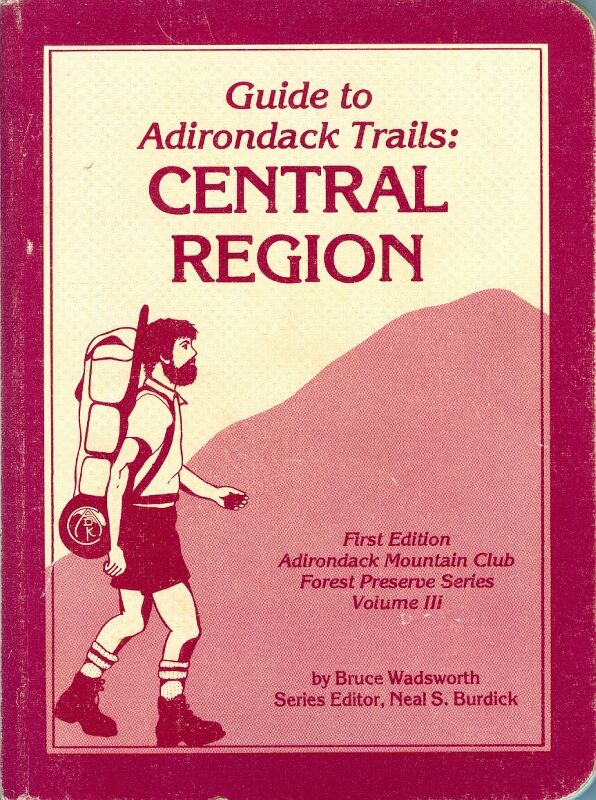 Guide to
Adirondack Trails:
CENTRAL
REGION
ADK
First Edition
Adirondack Mountain Club
Forest Preserve Series
Volume IIi
by Bruce Wadsworth
Series Editor, Neal S. Burdick